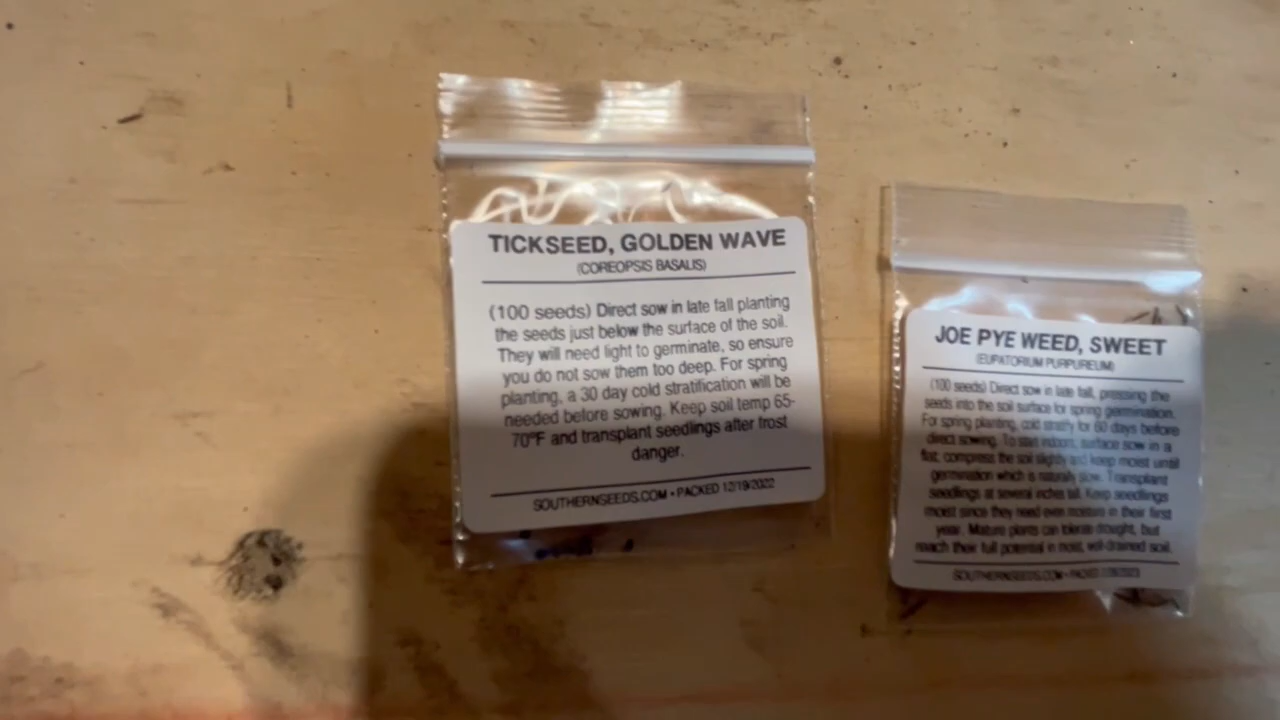 TICKSEED, GOLDEN WAVE
(COREOPSIS BASALIS)
(100 seeds) Direct sow in late fall planting
the seeds just below the surface of the soil.
They will need light to germinate, so ensure
you do not sow them too deep. For spring
planting, a 30 day cold stratification will be
needed before sowing. Keep soil temp 65-
70°F and transplant seedlings after frost
danger.
SOUTHERNSEEDS.COM • PACKED 12/19/2022
JOE PYE WEED, SWEET
(EUPATORIUM PURPUREUM)
(100 seeds) Direct sow in late fall, pressing the
seeds into the soil surface for spring germination.
For spring planting, cold stratify for 60 days before
direct sowing. To start indoors, surface sow in a
flat; compress the soil slightly and keep moist until
germination which is naturally slow. Transplant
seedlings at several inches tall. Keep seedlings
moist since they need even moisture in their first
year. Mature plants can tolerate drought, but
reach their full potential in moist, well-drained soil.
SOUTHERNSEEDS.COM • PACKED